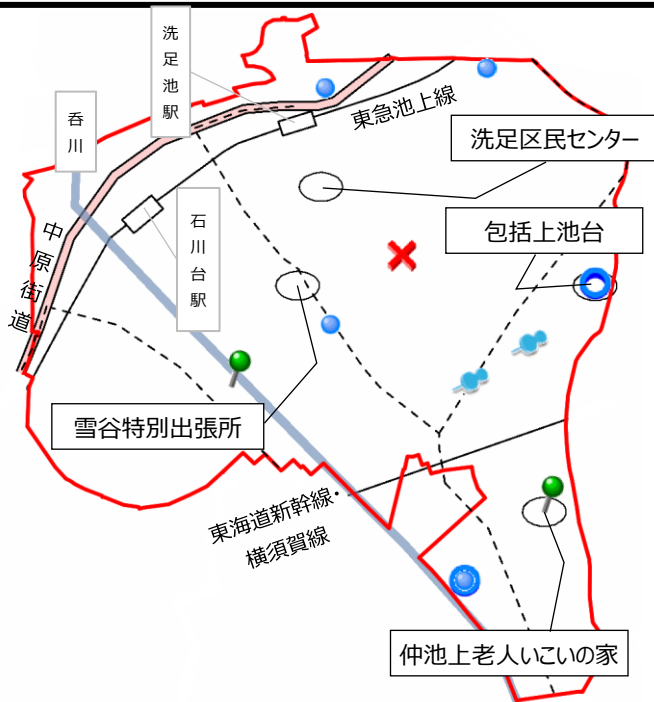 洗足池駅
呑川
東急池上線
洗足区民センター
中原街道
石川台駅
包括上池台
雪谷特別出張所
東海道新幹線・
横須賀線
仲池上老人いこいの家